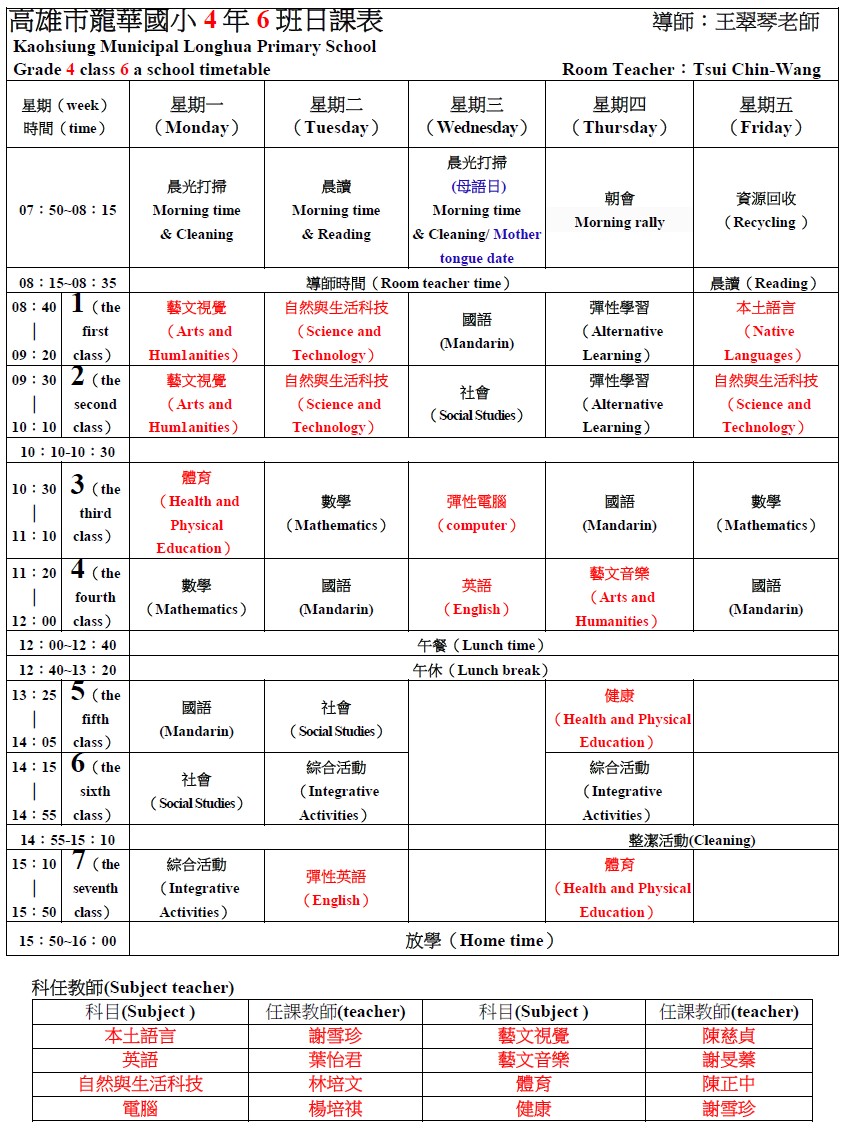 高雄市龍華國小 4 年 6 班日課表 導師：王翠琴老師
Kaohsiung Municipal Longhua Primary School
Grade 4 class 6 a school timetable Room Teacher：Tsui Chin-Wang
星期（week） 時間（time） 星期一（Monday） 星期二（Tuesday） 星期三（Wednesday） 星期四（Thursday） 星期五（Friday）
07：50~08：15
晨光打掃
Morning time
& Cleaning
晨讀
Morning time
& Reading
晨光打掃
(母語日)
Morning time
& Cleaning/ Mother
tongue date
朝會
Morning rally
資源回收
（Recycling ）
08：15~08：35 導師時間（Room teacher time） 晨讀（Reading）
08：40
｜
09：20
1（the
first
class）
藝文視覺
（Arts and
Hum1anities）
自然與生活科技
（Science and
Technology）
國語
(Mandarin)
彈性學習
（Alternative
Learning）
本土語言
（Native
Languages）
09：30
｜
10：10
2（the
second
class）
藝文視覺
（Arts and
Hum1anities）
自然與生活科技
（Science and
Technology）
社會
（Social Studies）
彈性學習
（Alternative
Learning）
自然與生活科技
（Science and
Technology）
10：10-10：30
10：30
｜
11：10
3（the
third
class）
體育
（Health and
Physical
Education）
數學
（Mathematics）
彈性電腦
（computer）
國語
(Mandarin)
數學
（Mathematics）
11：20
｜
12：00
4（the
fourth
class）
數學
（Mathematics）
國語
(Mandarin)
英語
（English）
藝文音樂
（Arts and
Humanities）
國語
(Mandarin)
12：00~12：40 午餐（Lunch time）
12：40~13：20 午休（Lunch break）
13：25
｜
14：05
5（the
fifth
class）
國語
(Mandarin)
社會
（Social Studies）
健康
（Health and Physical
Education）
14：15
｜
14：55
6（the
sixth
class）
社會
（Social Studies）
綜合活動
（Integrative
Activities）
綜合活動
（Integrative
Activities）
14：55-15：10 整潔活動(Cleaning)
15：10
｜
15：50
7（the
seventh
class）
綜合活動
（Integrative
Activities）
彈性英語
（English）
體育
（Health and Physical
Education）
15：50~16：00 放學（Home time）
科任教師(Subject teacher)
科目(Subject ) 任課教師(teacher) 科目(Subject ) 任課教師(teacher)
本土語言 謝雪珍 藝文視覺 陳慈貞
英語 葉怡君 藝文音樂 謝旻蓁
自然與生活科技 林培文 體育 陳正中
電腦 楊培祺 健康 謝雪珍